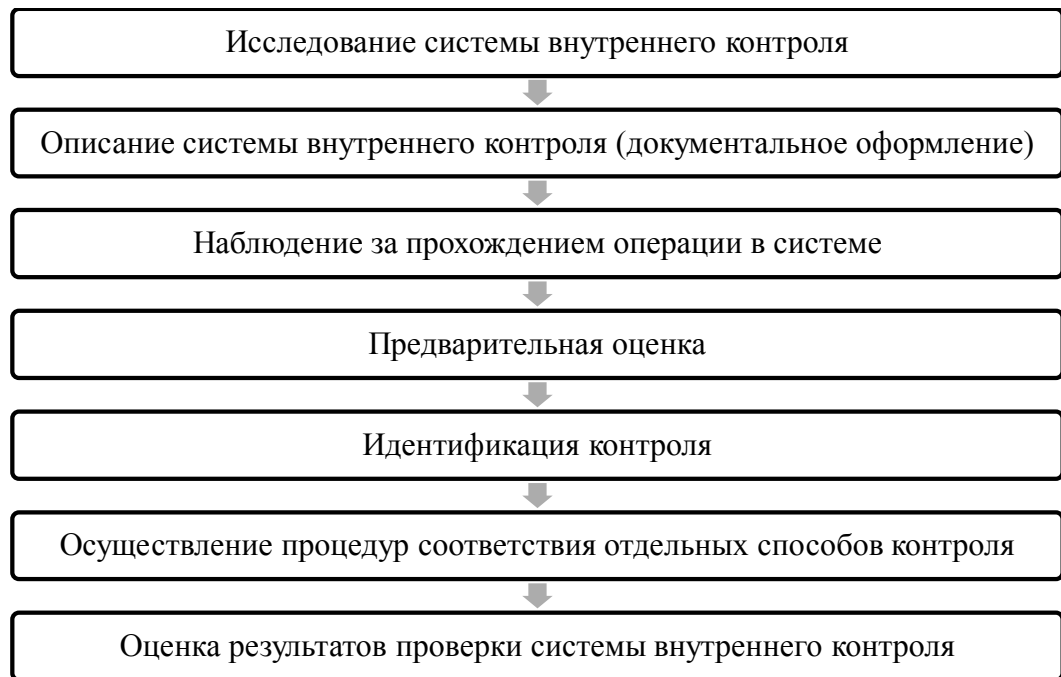 Исследование системы внутреннего контроля
Описание системы внутреннего контроля (документальное оформление)
Наблюдение за прохождением операции в системе
Предварительная оценка
Идентификация контроля
Осуществление процедур соответствия отдельных способов контроля
Оценка результатов проверки системы внутреннего контроля